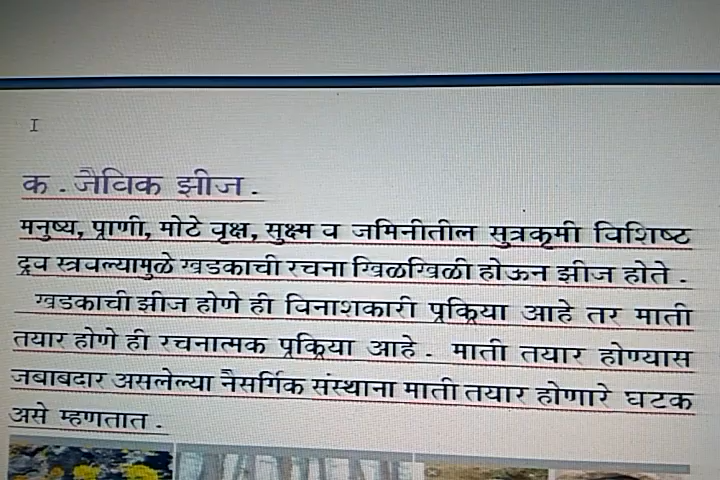 क . जैविक झीज .
मनुष्य, प्राणी, मोटे वृक्ष, सुक्ष्म व जमिनीतील सुत्रकृमी विशिष्ट
द्रव स्त्रवल्यामुळे खडकाची रचना खिळखिळी होऊन झीज होते .
खडकाची झीज होणे ही विनाशकारी प्रक्रिया आहे तर माती
तयार होणे ही रचनात्मक प्रक्रिया आहे . माती तयार होण्यास
जबाबदार असलेल्या नैसर्गिक संस्थाना माती तयार होणारे घटक
असे म्हणतात .